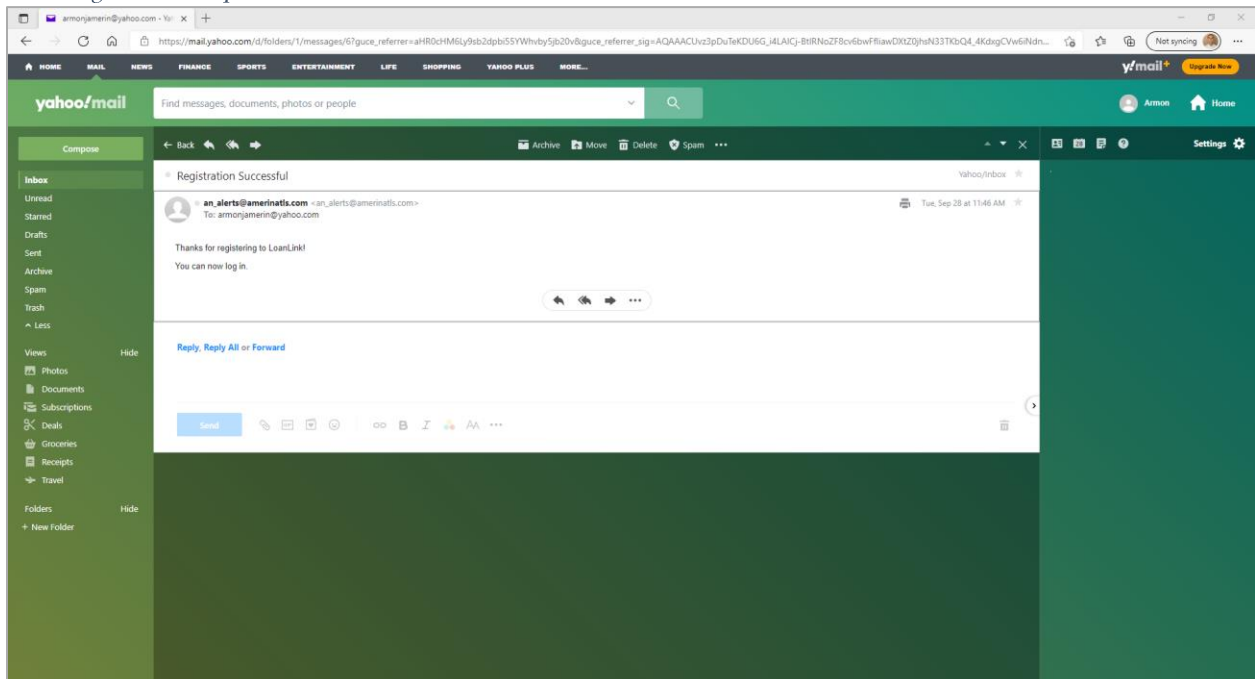 armonjamerin@yahoo.com - Ya
https://mail.yahoo.com/d/folders/1/messages/6?guce_referrer=
Not syncing
HOME MAIL NEWS FINANCE SPORTS ENTERTAINMENT LIFE SHOPPING YAHOO PLUS MORE...
y!mail+ Upgrade Now
yahoo!mail
Find messages, documents, photos or people
Armon Home
Compose
Back Archive Move Delete Spam
Settings
Inbox
Registration Successful
Yahoo/Inbox
Unread
an_alerts@amerinatls.com <an_alerts@amerinatls.com>
Tue, Sep 28 at 11:46 AM
Starred
To: armonjamerin@yahoo.com
Drafts
Sent
Thanks for registering to LoanLink!
Archive
You can now log in.
Spam
Trash
Less
Views Hide
Reply, Reply All or Forward
Photos
Documents
Subscriptions
Deals
Send
Groceries
Receipts
Travel
Folders Hide
+ New Folder